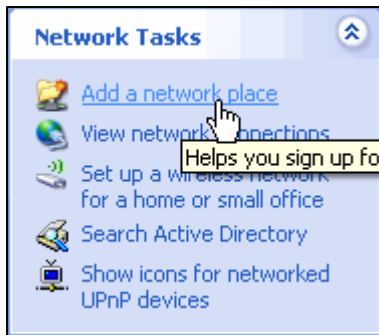 Network Tasks
Add a network place
View network connections
Helps you sign up fo
Set up a wireless network
for a home or small office
Search Active Directory
Show icons for networked
UPnP devices